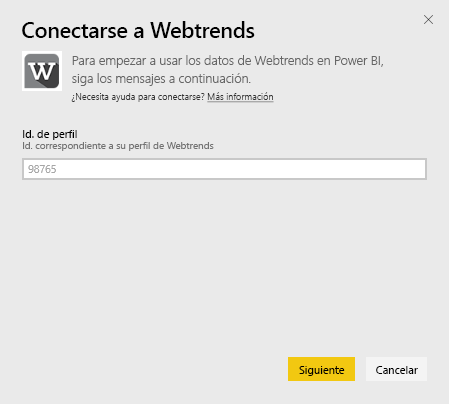 Conectarse a Webtrends
W
Para empezar a usar los datos de Webtrends en Power BI,
siga los mensajes a continuación.
¿Necesita ayuda para conectarse? Más información
Id. de perfil
Id. correspondiente a su perfil de Webtrends
98765
Siguiente Cancelar